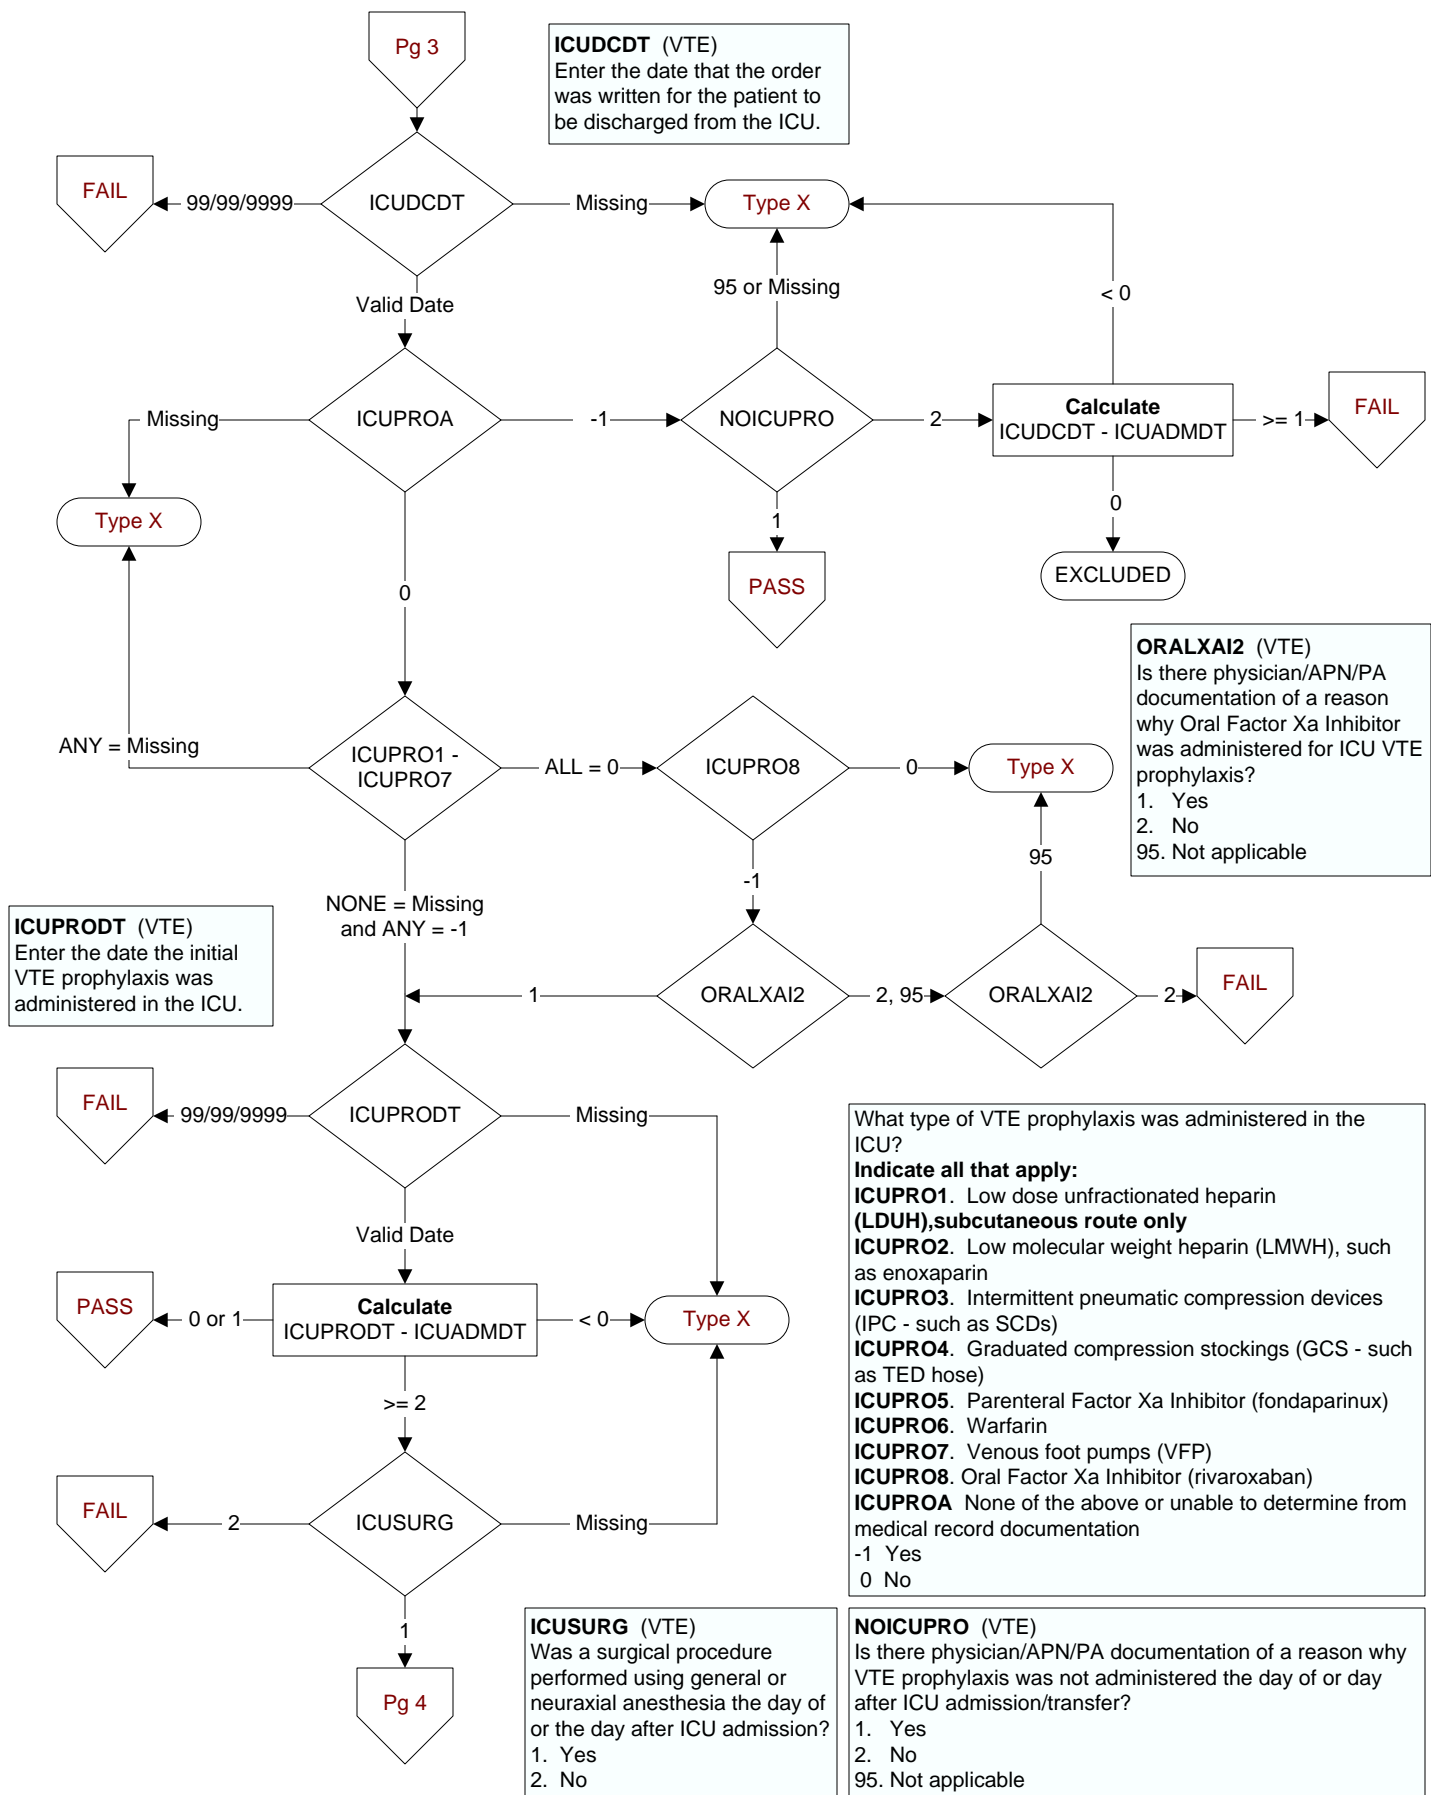 Pg 3
ICUDCDT (VTE)
Enter the date that the order
was written for the patient to
be discharged from the ICU.
FAIL
99/99/9999
ICUDCDT
Missing
Type X
Valid Date
95 or Missing
< 0
Missing
ICUPROA
-1
NOICUPRO
2
Calculate
ICUDCDT - ICUADMDT
>= 1
FAIL
Type X
0
1
PASS
0
EXCLUDED
ORALXAI2 (VTE)
Is there physician/APN/PA
documentation of a reason
why Oral Factor Xa Inhibitor
was administered for ICU VTE
prophylaxis?
1. Yes
2. No
95. Not applicable
ANY = Missing
ICUPRO1 -
ICUPRO7
ALL = 0
ICUPRO8
0
Type X
95
-1
NONE = Missing
and ANY = -1
ICUPRODT (VTE)
Enter the date the initial
VTE prophylaxis was
administered in the ICU.
1
ORALXAI2
2, 95
ORALXAI2
2
FAIL
FAIL
99/99/9999
ICUPRODT
Missing
Valid Date
PASS
0 or 1
Calculate
ICUPRODT - ICUADMDT
< 0
Type X
>= 2
FAIL
2
ICUSURG
Missing
1
Pg 4
What type of VTE prophylaxis was administered in the
ICU?
Indicate all that apply:
ICUPRO1. Low dose unfractionated heparin
(LDUH),subcutaneous route only
ICUPRO2. Low molecular weight heparin (LMWH), such
as enoxaparin
ICUPRO3. Intermittent pneumatic compression devices
(IPC - such as SCDs)
ICUPRO4. Graduated compression stockings (GCS - such
as TED hose)
ICUPRO5. Parenteral Factor Xa Inhibitor (fondaparinux)
ICUPRO6. Warfarin
ICUPRO7. Venous foot pumps (VFP)
ICUPRO8. Oral Factor Xa Inhibitor (rivaroxaban)
ICUPROA None of the above or unable to determine from
medical record documentation
-1 Yes
0 No
ICUSURG (VTE)
Was a surgical procedure
performed using general or
neuraxial anesthesia the day of
or the day after ICU admission?
1. Yes
2. No
NOICUPRO (VTE)
Is there physician/APN/PA documentation of a reason why
VTE prophylaxis was not administered the day of or day
after ICU admission/transfer?
1. Yes
2. No
95. Not applicable